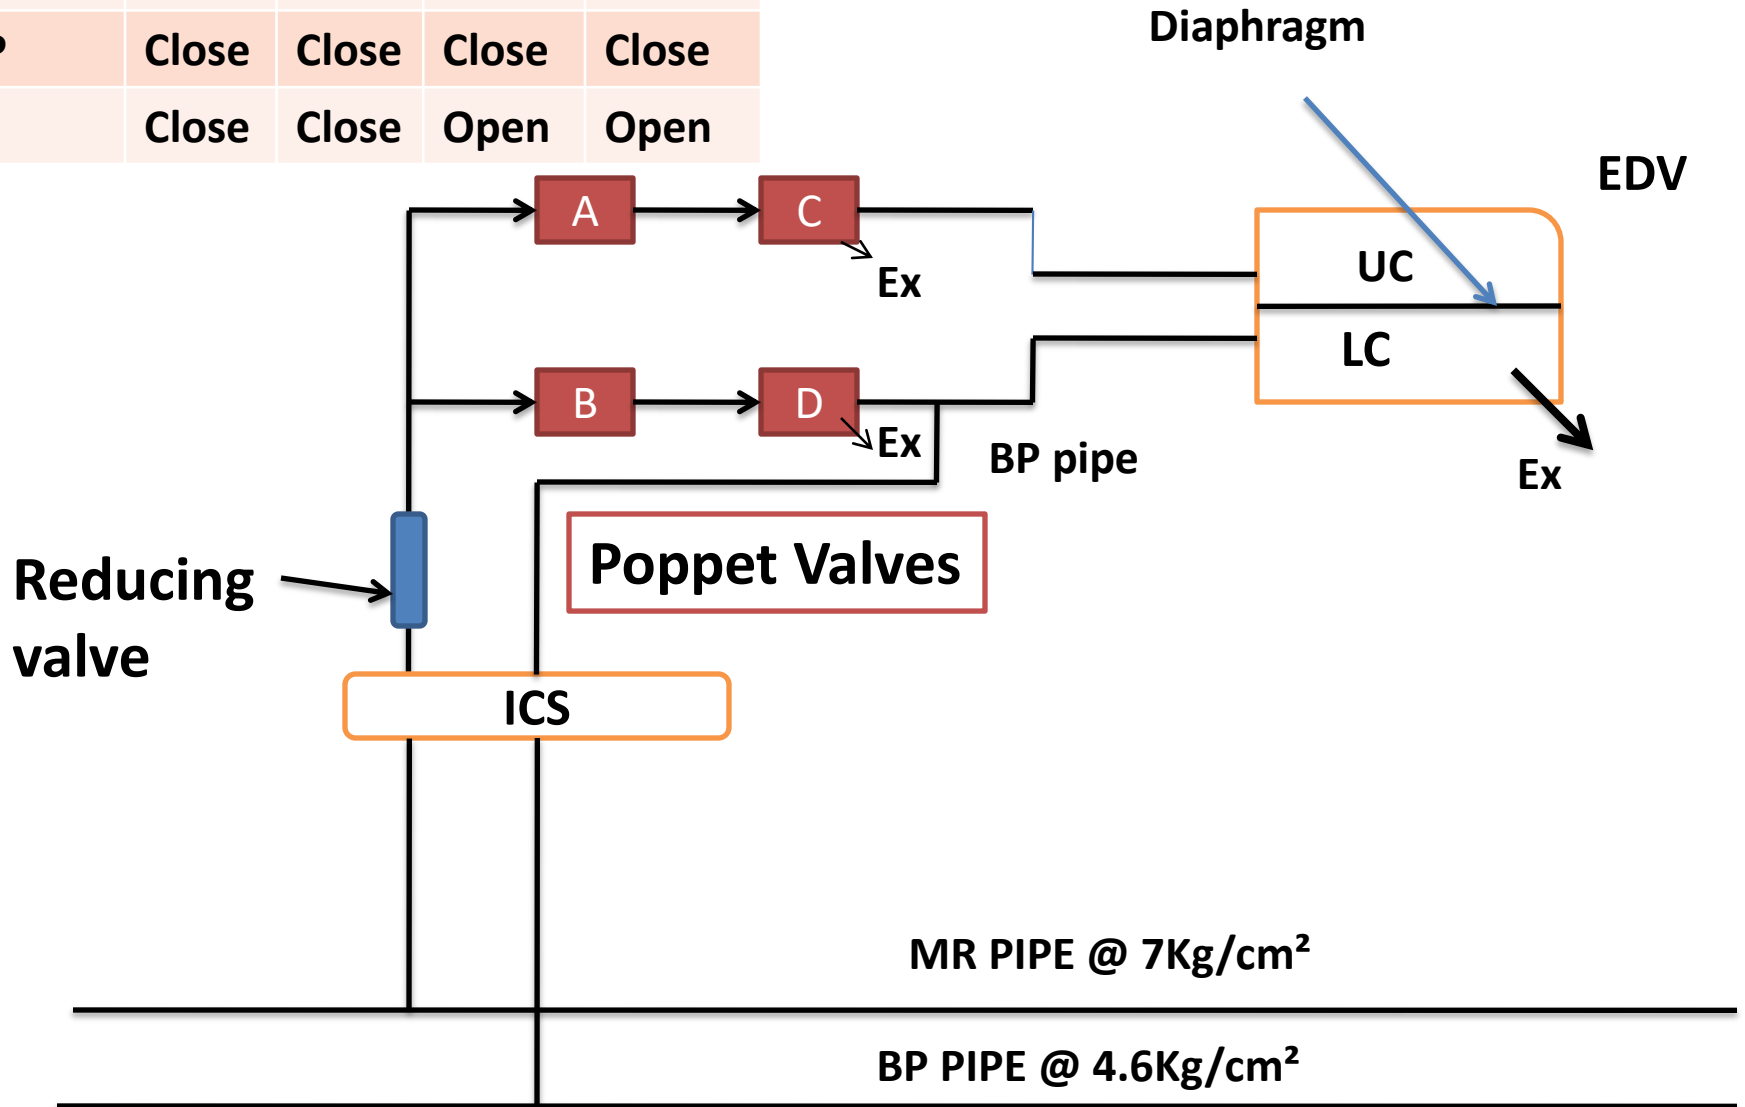 Close Close Close Close
Close Close Open Open
Diaphragm
EDV
A C
Ex
UC
LC
B D
Ex
BP pipe
Ex
Poppet Valves
Reducing
valve
ICS
MR PIPE @ 7Kg/cm²
BP PIPE @ 4.6Kg/cm²